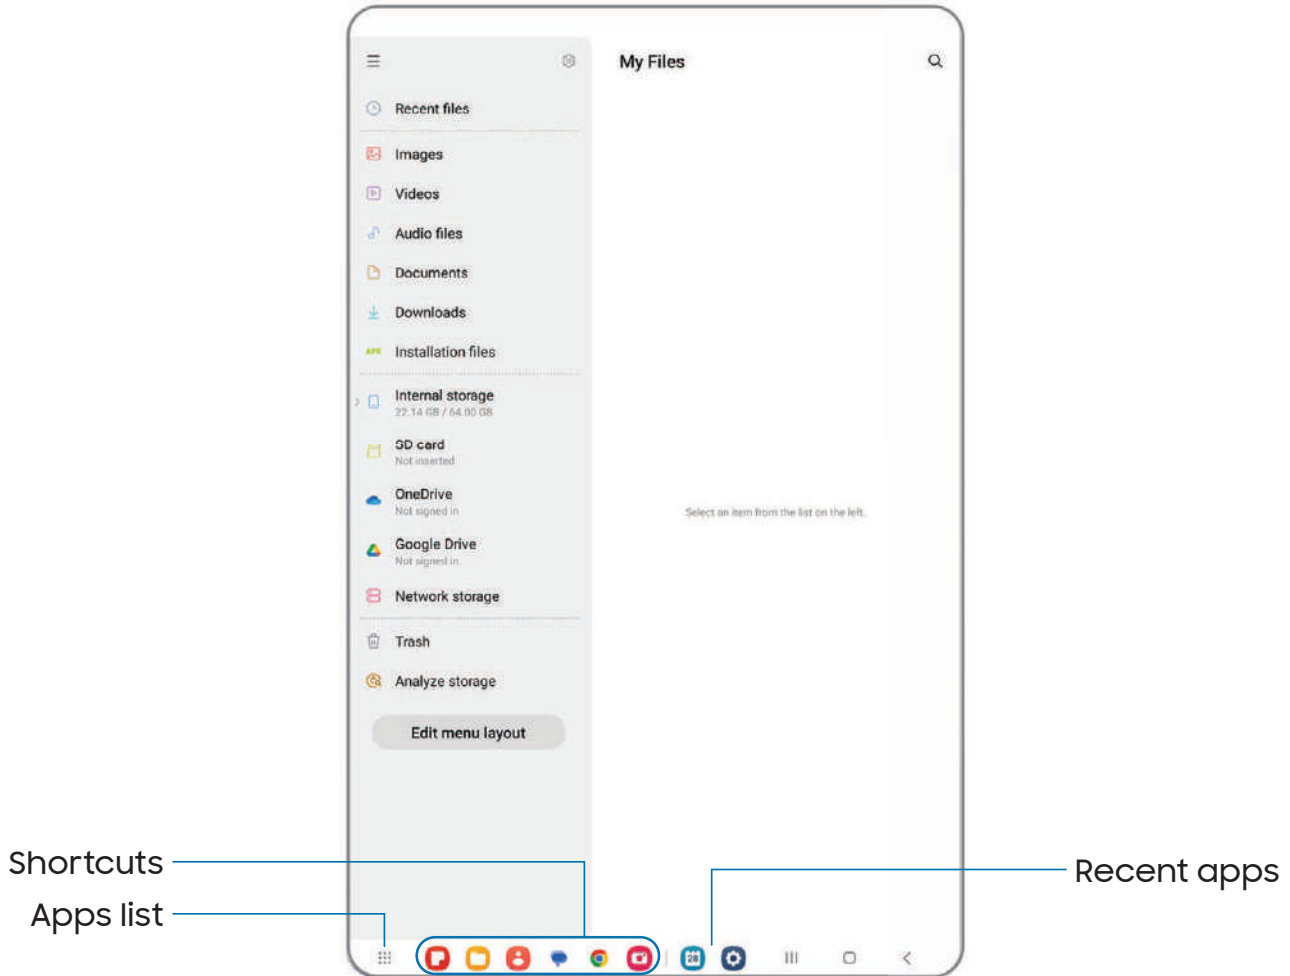 My Files
Recent files
Images
Videos
Audio files
Documents
Downloads
APK Installation files
Internal storage
22.14 GB / 64.00 GB
SD card
Not inserted
OneDrive
Not signed in
Select an item from the list on the left.
Google Drive
Not signed in
Network storage
Trash
Analyze storage
Edit menu layout
Shortcuts
Recent apps
Apps list
28